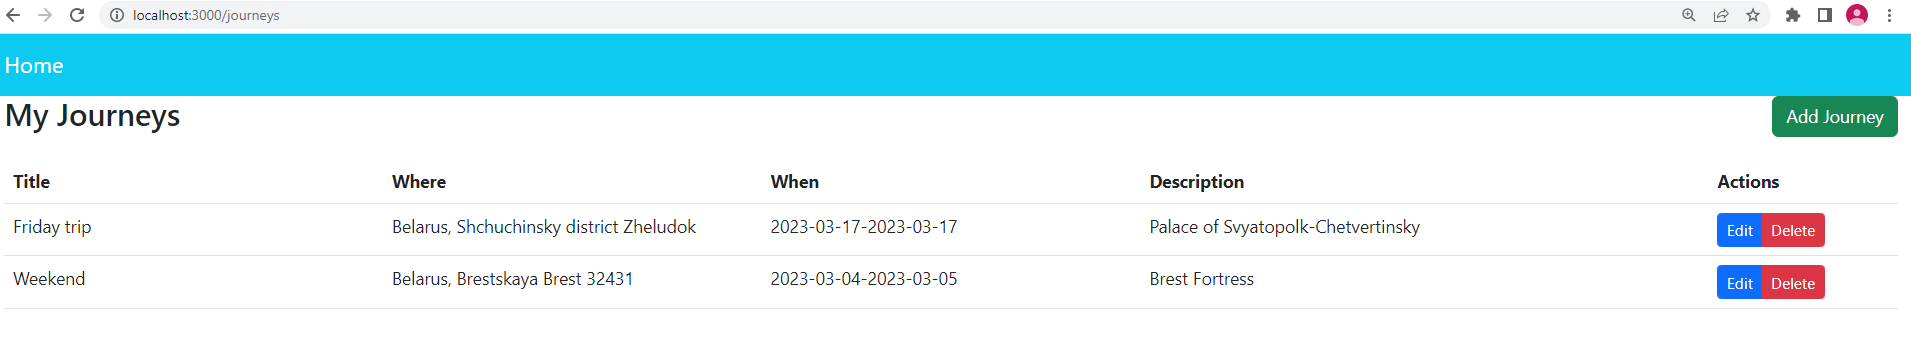 localhost:3000/journeys
Home
My Journeys
Add Journey
Title Where When Description Actions
Friday trip Belarus, Shchuchinsky district Zheludok 2023-03-17-2023-03-17 Palace of Svyatopolk-Chetvertinsky Edit Delete
Weekend Belarus, Brestskaya Brest 32431 2023-03-04-2023-03-05 Brest Fortress Edit Delete